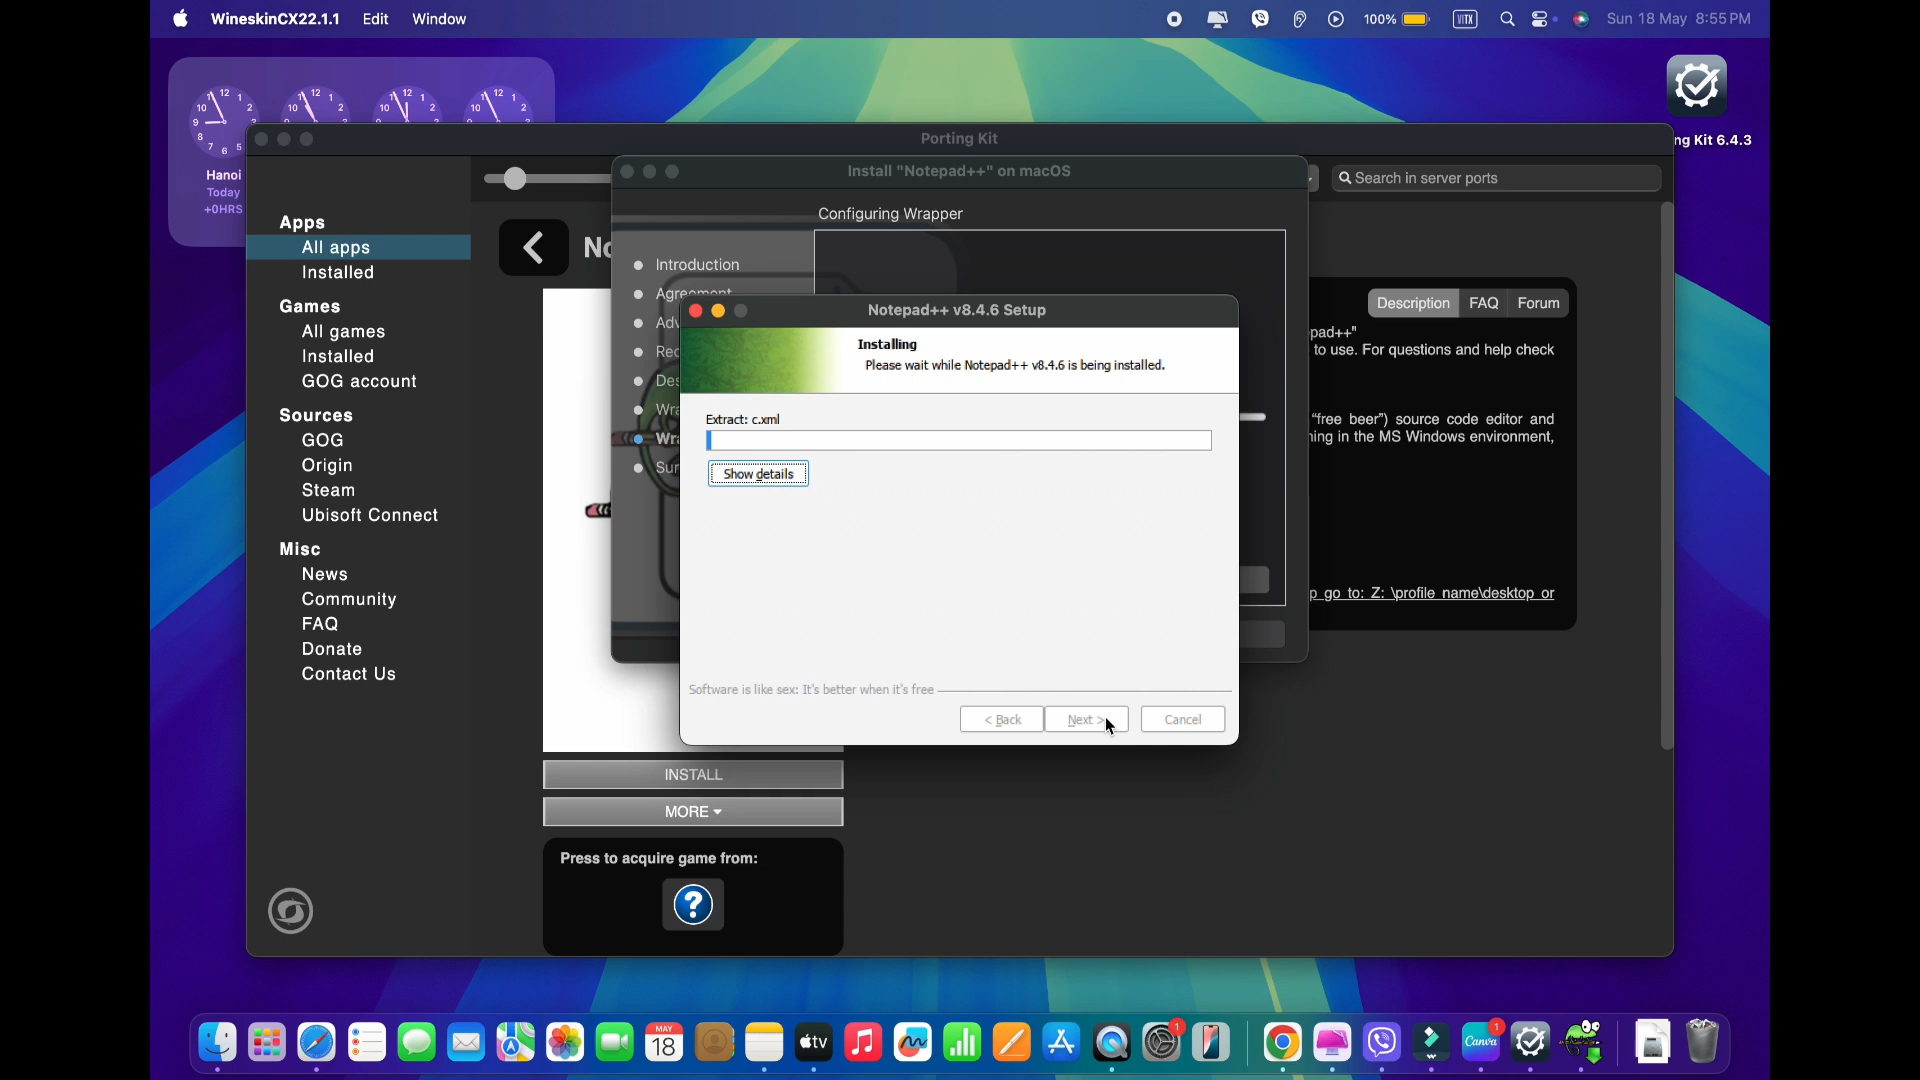 WineskinCX22.1.1 Edit Window
100%
VITX
Sun 18 May 8:55 PM
Hanoi
Today
+0HRS
ng Kit 6.4.3
Porting Kit
Search in server ports
Apps
All apps
Installed
Games
All games
Installed
GOG account
Sources
GOG
Origin
Steam
Ubisoft Connect
Misc
News
Community
FAQ
Donate
Contact Us
Install "Notepad++" on macOS
Configuring Wrapper
Introduction
Notepad++ v8.4.6 Setup
Installing
Please wait while Notepad++ v8.4.6 is being installed.
Extract: c.xml
Show details
Software is like sex: It's better when it's free
< Back
Next >
Cancel
Description FAQ Forum
pad++"
to use. For questions and help check
"free beer") source code editor and
ning in the MS Windows environment,
p go to: Z: \profile name\desktop or
INSTALL
MORE
Press to acquire game from:
?
MAY
18
tv
1
Canva
1